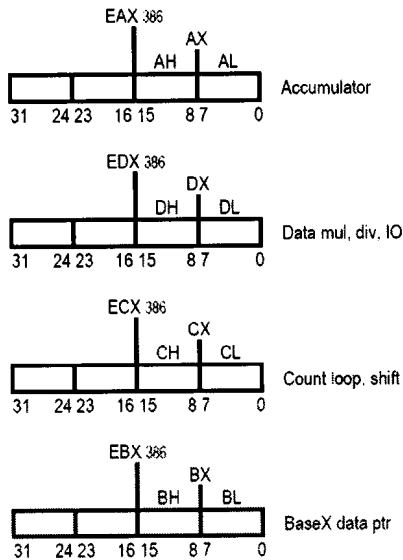 EAX 386
AX
AH AL
Accumulator
31 24 23 16 15 8 7 0
EDX 386
DX
DH DL
Data mul, div, IO
31 24 23 16 15 8 7 0
ECX 386
CX
CH CL
Count loop, shift
31 24 23 16 15 8 7 0
EBX 386
BX
BH BL
BaseX data ptr
31 24 23 16 15 8 7 0